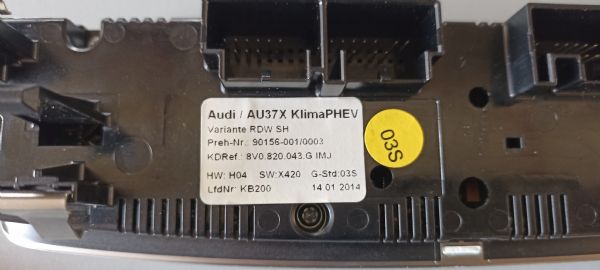 Audi / AU37X KlimaPHEV
Variante RDW SH
Preh-Nr.: 90156-001/0003
KDRef.: 8V0.820.043.G IMJ
HW: H04 SW:X420 G-Std:03S
LfdNr: KB200 14 01 2014
03S